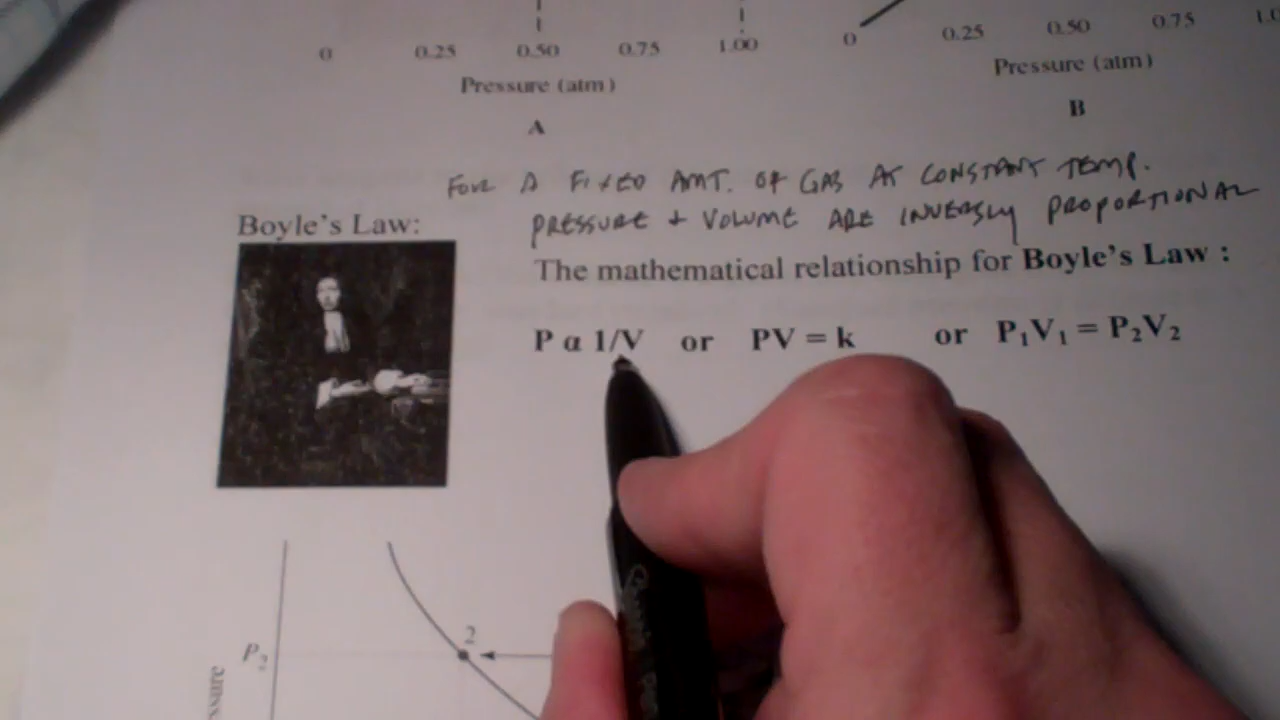 0 0.25 0.50 0.75 1.00 0 0.25 0.50 0.75
Pressure (atm) Pressure (atm)
A B
FOR A FIXED AMT. OF GAS AT CONSTANT TEMP.
PRESSURE + VOLUME ARE INVERSLY PROPORTIONAL
Boyle's Law:
The mathematical relationship for Boyle's Law :
P α 1/V or PV = k or P₁V₁ = P₂V₂
2
P₂